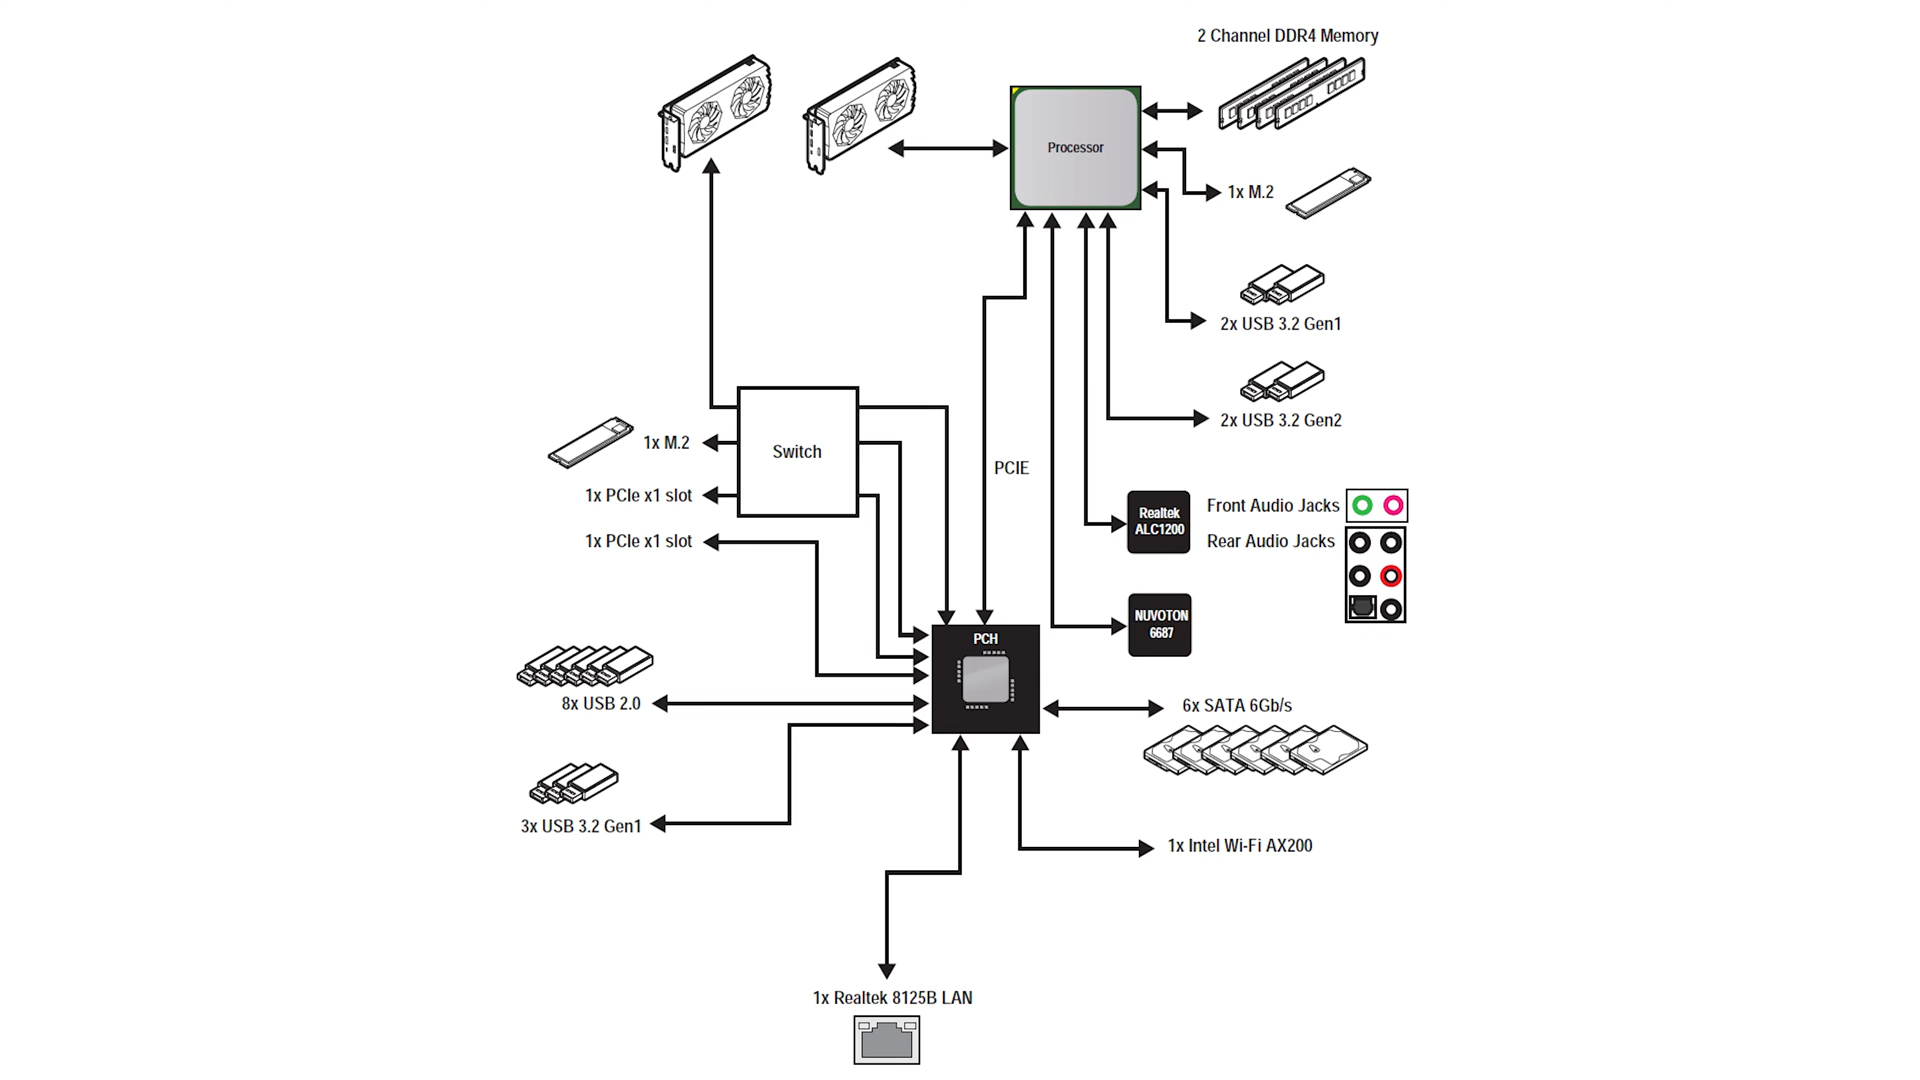 2 Channel DDR4 Memory
Processor
1x M.2
2x USB 3.2 Gen1
2x USB 3.2 Gen2
Switch
1x M.2
1x PCIe x1 slot
1x PCIe x1 slot
PCIE
Realtek
ALC1200
Front Audio Jacks
Rear Audio Jacks
NUVOTON
6687
PCH
8x USB 2.0
6x SATA 6Gb/s
3x USB 3.2 Gen1
1x Intel Wi-Fi AX200
1x Realtek 8125B LAN